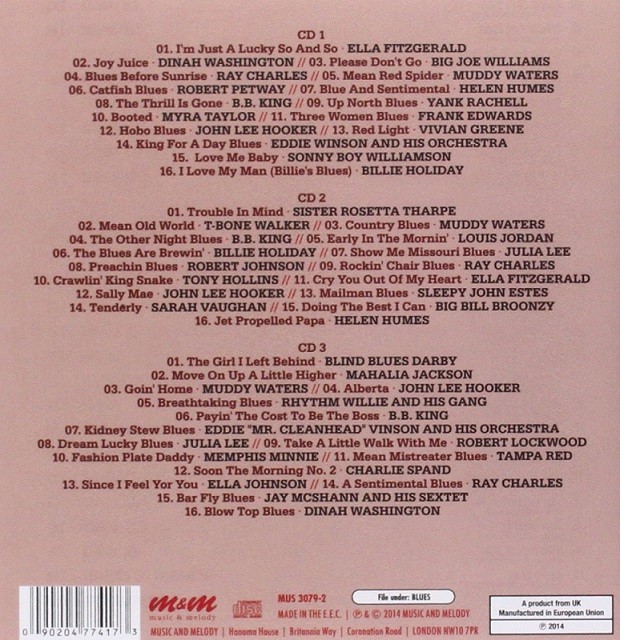 CD 1
01. I'm Just A Lucky So And So · ELLA FITZGERALD
02. Joy Juice · DINAH WASHINGTON // 03. Please Don't Go · BIG JOE WILLIAMS
04. Blues Before Sunrise · RAY CHARLES // 05. Mean Red Spider · MUDDY WATERS
06. Catfish Blues · ROBERT PETWAY // 07. Blue And Sentimental · HELEN HUMES
08. The Thrill Is Gone · B.B. KING // 09. Up North Blues · YANK RACHELL
10. Booted · MYRA TAYLOR // 11. Three Women Blues · FRANK EDWARDS
12. Hobo Blues · JOHN LEE HOOKER // 13. Red Light · VIVIAN GREENE
14. King For A Day Blues · EDDIE WINSON AND HIS ORCHESTRA
15. Love Me Baby · SONNY BOY WILLIAMSON
16. I Love My Man (Billie's Blues) · BILLIE HOLIDAY
CD 2
01. Trouble In Mind · SISTER ROSETTA THARPE
02. Mean Old World · T-BONE WALKER // 03. Country Blues · MUDDY WATERS
04. The Other Night Blues · B.B. KING // 05. Early In The Mornin' · LOUIS JORDAN
06. The Blues Are Brewin' · BILLIE HOLIDAY // 07. Show Me Missouri Blues · JULIA LEE
08. Preachin Blues · ROBERT JOHNSON // 09. Rockin' Chair Blues · RAY CHARLES
10. Crawlin' King Snake · TONY HOLLINS // 11. Cry You Out Of My Heart · ELLA FITZGERALD
12. Sally Mae · JOHN LEE HOOKER // 13. Mailman Blues · SLEEPY JOHN ESTES
14. Tenderly · SARAH VAUGHAN // 15. Doing The Best I Can · BIG BILL BROONZY
16. Jet Propelled Papa · HELEN HUMES
CD 3
01. The Girl I Left Behind · BLIND BLUES DARBY
02. Move On Up A Little Higher · MAHALIA JACKSON
03. Goin' Home · MUDDY WATERS // 04. Alberta · JOHN LEE HOOKER
05. Breathtaking Blues · RHYTHM WILLIE AND HIS GANG
06. Payin' The Cost To Be The Boss · B.B. KING
07. Kidney Stew Blues · EDDIE "MR. CLEANHEAD" VINSON AND HIS ORCHESTRA
08. Dream Lucky Blues · JULIA LEE // 09. Take A Little Walk With Me · ROBERT LOCKWOOD
10. Fashion Plate Daddy · MEMPHIS MINNIE // 11. Mean Mistreater Blues · TAMPA RED
12. Soon The Morning No. 2 · CHARLIE SPAND
13. Since I Feel Yor You · ELLA JOHNSON // 14. A Sentimental Blues · RAY CHARLES
15. Bar Fly Blues · JAY MCSHANN AND HIS SEXTET
16. Blow Top Blues · DINAH WASHINGTON
0 90204 77417 3
m&m
music & melody
COMPACT disc DIGITAL AUDIO
MUS 3079-2
File under: BLUES
MADE IN THE E.E.C. | ℗ & © 2014 MUSIC AND MELODY
MUSIC AND MELODY | Hanama House | Britannia Way | Coronation Road | LONDON NW10 7PR
A product from UK
Manufactured in European Union
℗ 2014